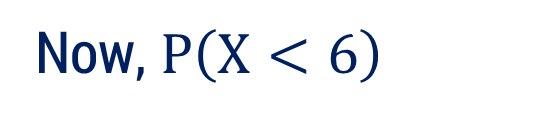 Now, P(X < 6)